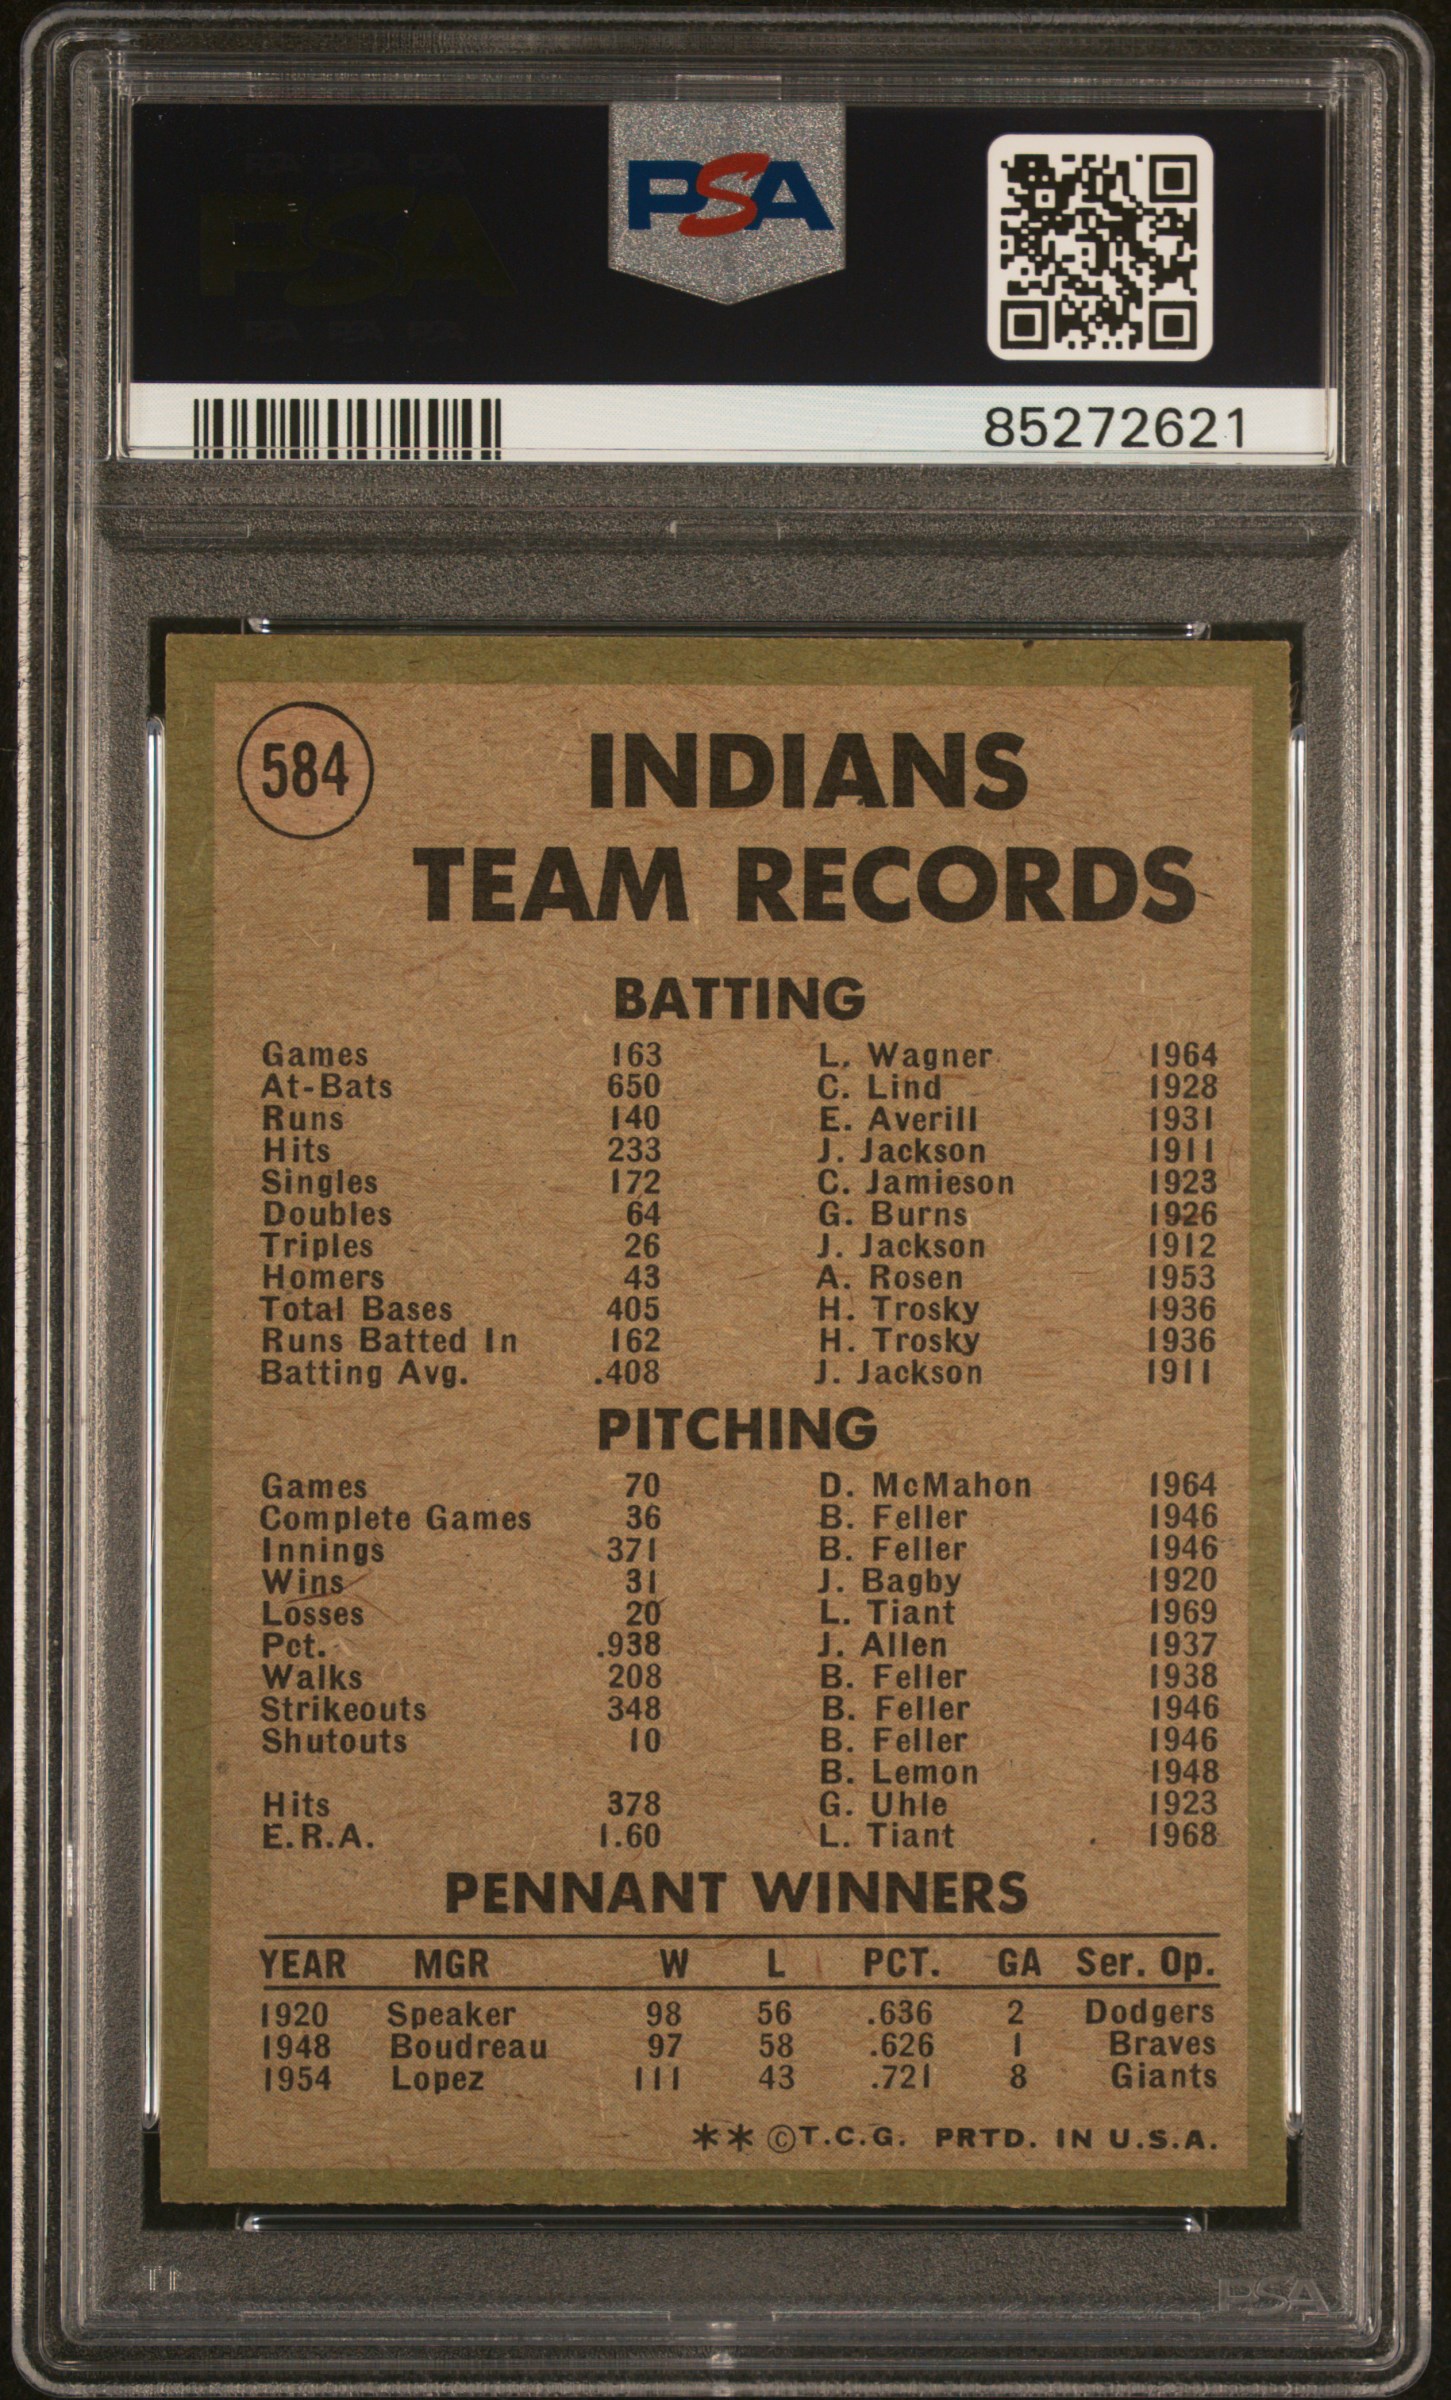 PSA
85272621
584
INDIANS
TEAM RECORDS
BATTING
Games 163 L. Wagner 1964
At-Bats 650 C. Lind 1928
Runs 140 E. Averill 1931
Hits 233 J. Jackson 1911
Singles 172 C. Jamieson 1923
Doubles 64 G. Burns 1926
Triples 26 J. Jackson 1912
Homers 43 A. Rosen 1953
Total Bases 405 H. Trosky 1936
Runs Batted In 162 H. Trosky 1936
Batting Avg. .408 J. Jackson 1911
PITCHING
Games 70 D. McMahon 1964
Complete Games 36 B. Feller 1946
Innings 371 B. Feller 1946
Wins 31 J. Bagby 1920
Losses 20 L. Tiant 1969
Pct. .938 J. Allen 1937
Walks 208 B. Feller 1938
Strikeouts 348 B. Feller 1946
Shutouts 10 B. Feller 1946
B. Lemon 1948
Hits 378 G. Uhle 1923
E.R.A. 1.60 L. Tiant 1968
PENNANT WINNERS
YEAR MGR W L PCT. GA Ser. Op.
1920 Speaker 98 56 .636 2 Dodgers
1948 Boudreau 97 58 .626 1 Braves
1954 Lopez 111 43 .721 8 Giants
** ©T.C.G. PRTD. IN U.S.A.
PSA